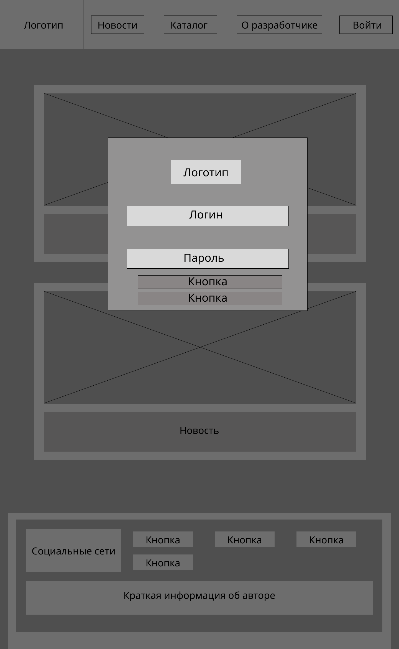 Логотип
Новости
Каталог
О разработчике
Войти
Логотип
Логин
Пароль
Кнопка
Кнопка
Новость
Социальные сети
Кнопка
Кнопка
Кнопка
Кнопка
Краткая информация об авторе